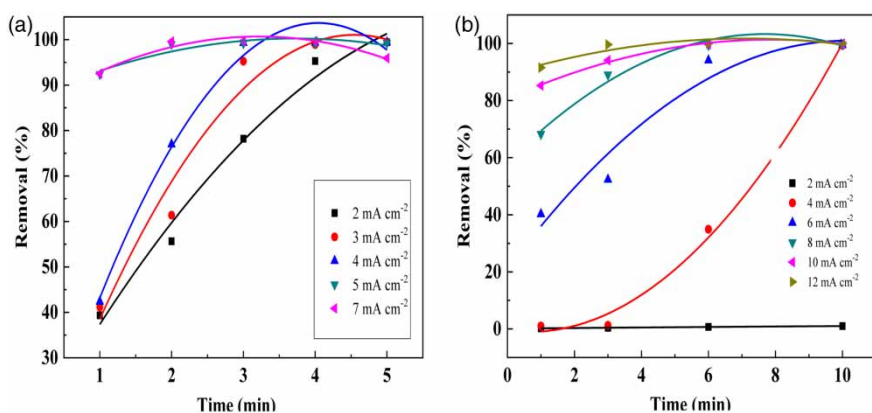 (a)
100
90
80
70
60
50
40
30
Removal (%)
2 mA cm⁻²
3 mA cm⁻²
4 mA cm⁻²
5 mA cm⁻²
7 mA cm⁻²
1 2 3 4 5
Time (min)
(b)
100
80
60
40
20
0
Removal (%)
2 mA cm⁻²
4 mA cm⁻²
6 mA cm⁻²
8 mA cm⁻²
10 mA cm⁻²
12 mA cm⁻²
0 2 4 6 8 10
Time (min)